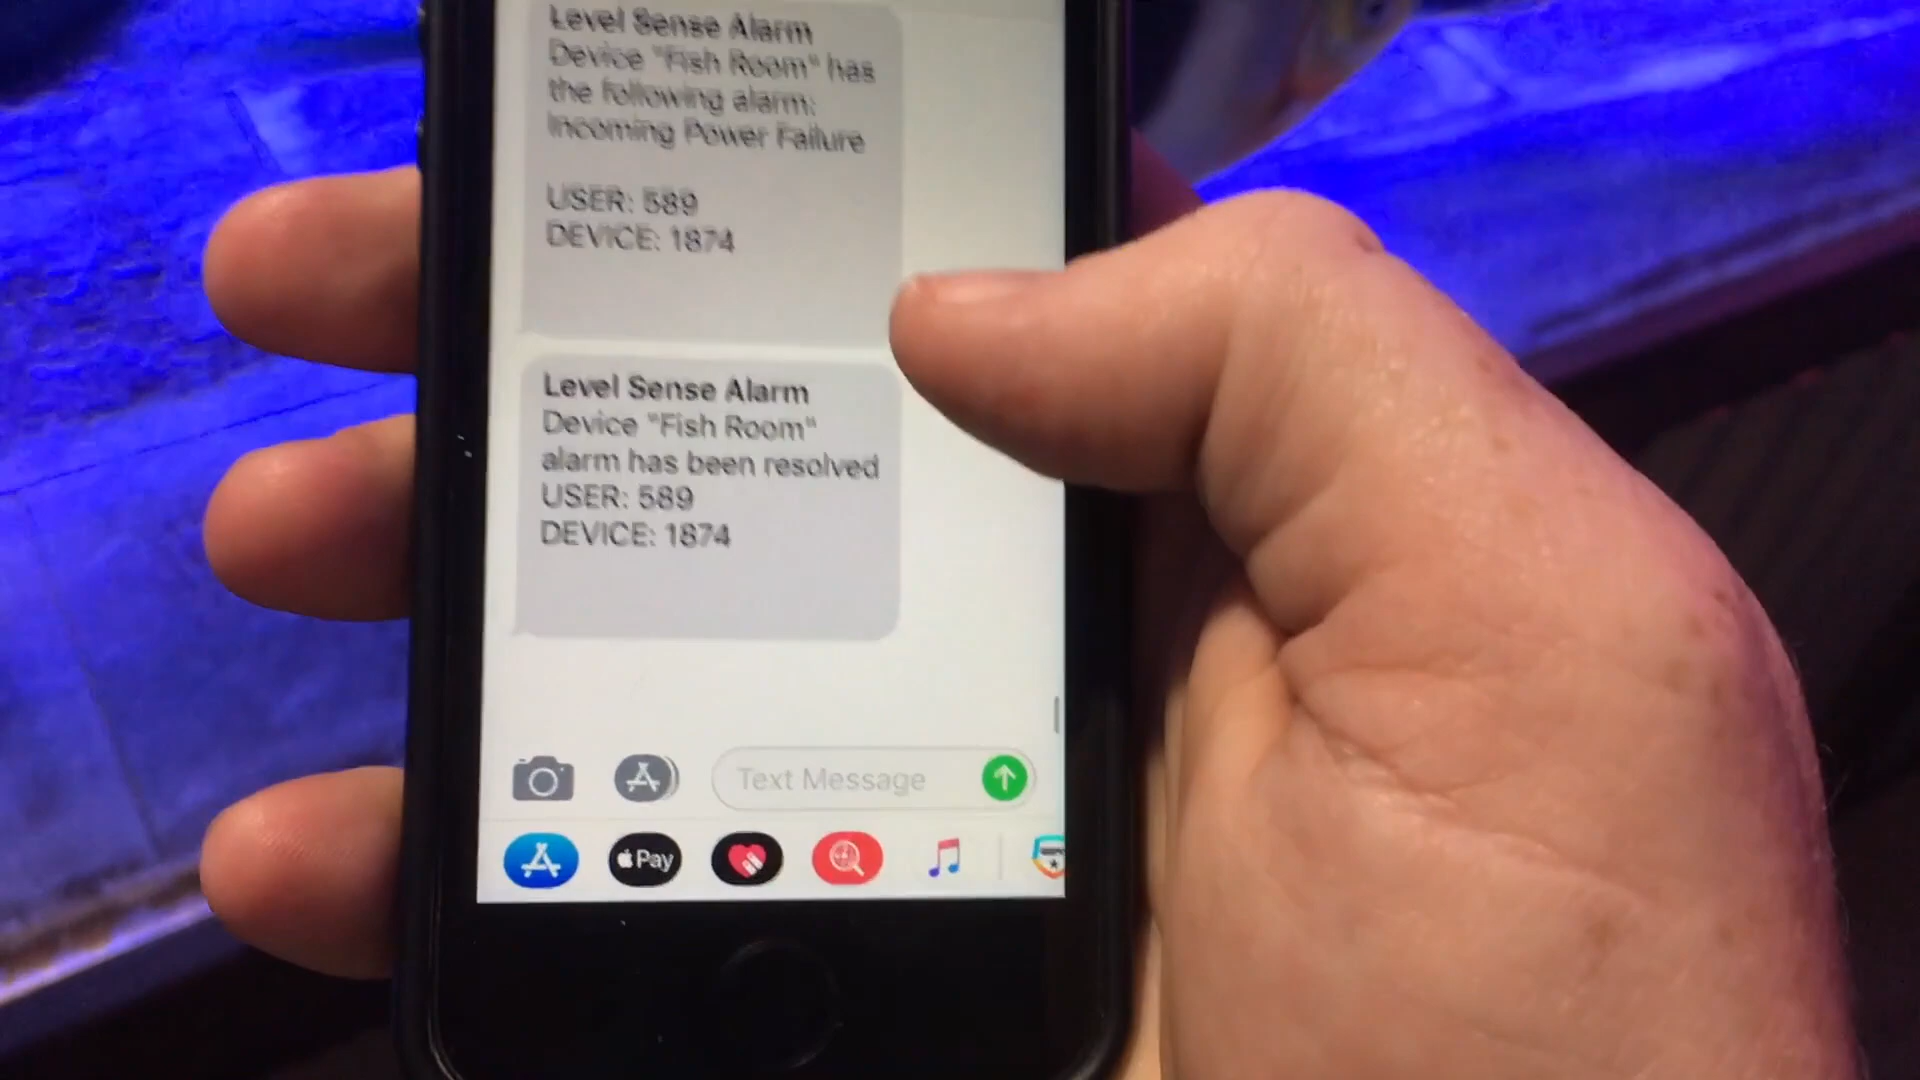 Level Sense Alarm
Device "Fish Room" has
the following alarm:
Incoming Power Failure
USER: 589
DEVICE: 1874
Level Sense Alarm
Device "Fish Room"
alarm has been resolved
USER: 589
DEVICE: 1874
Text Message
Pay